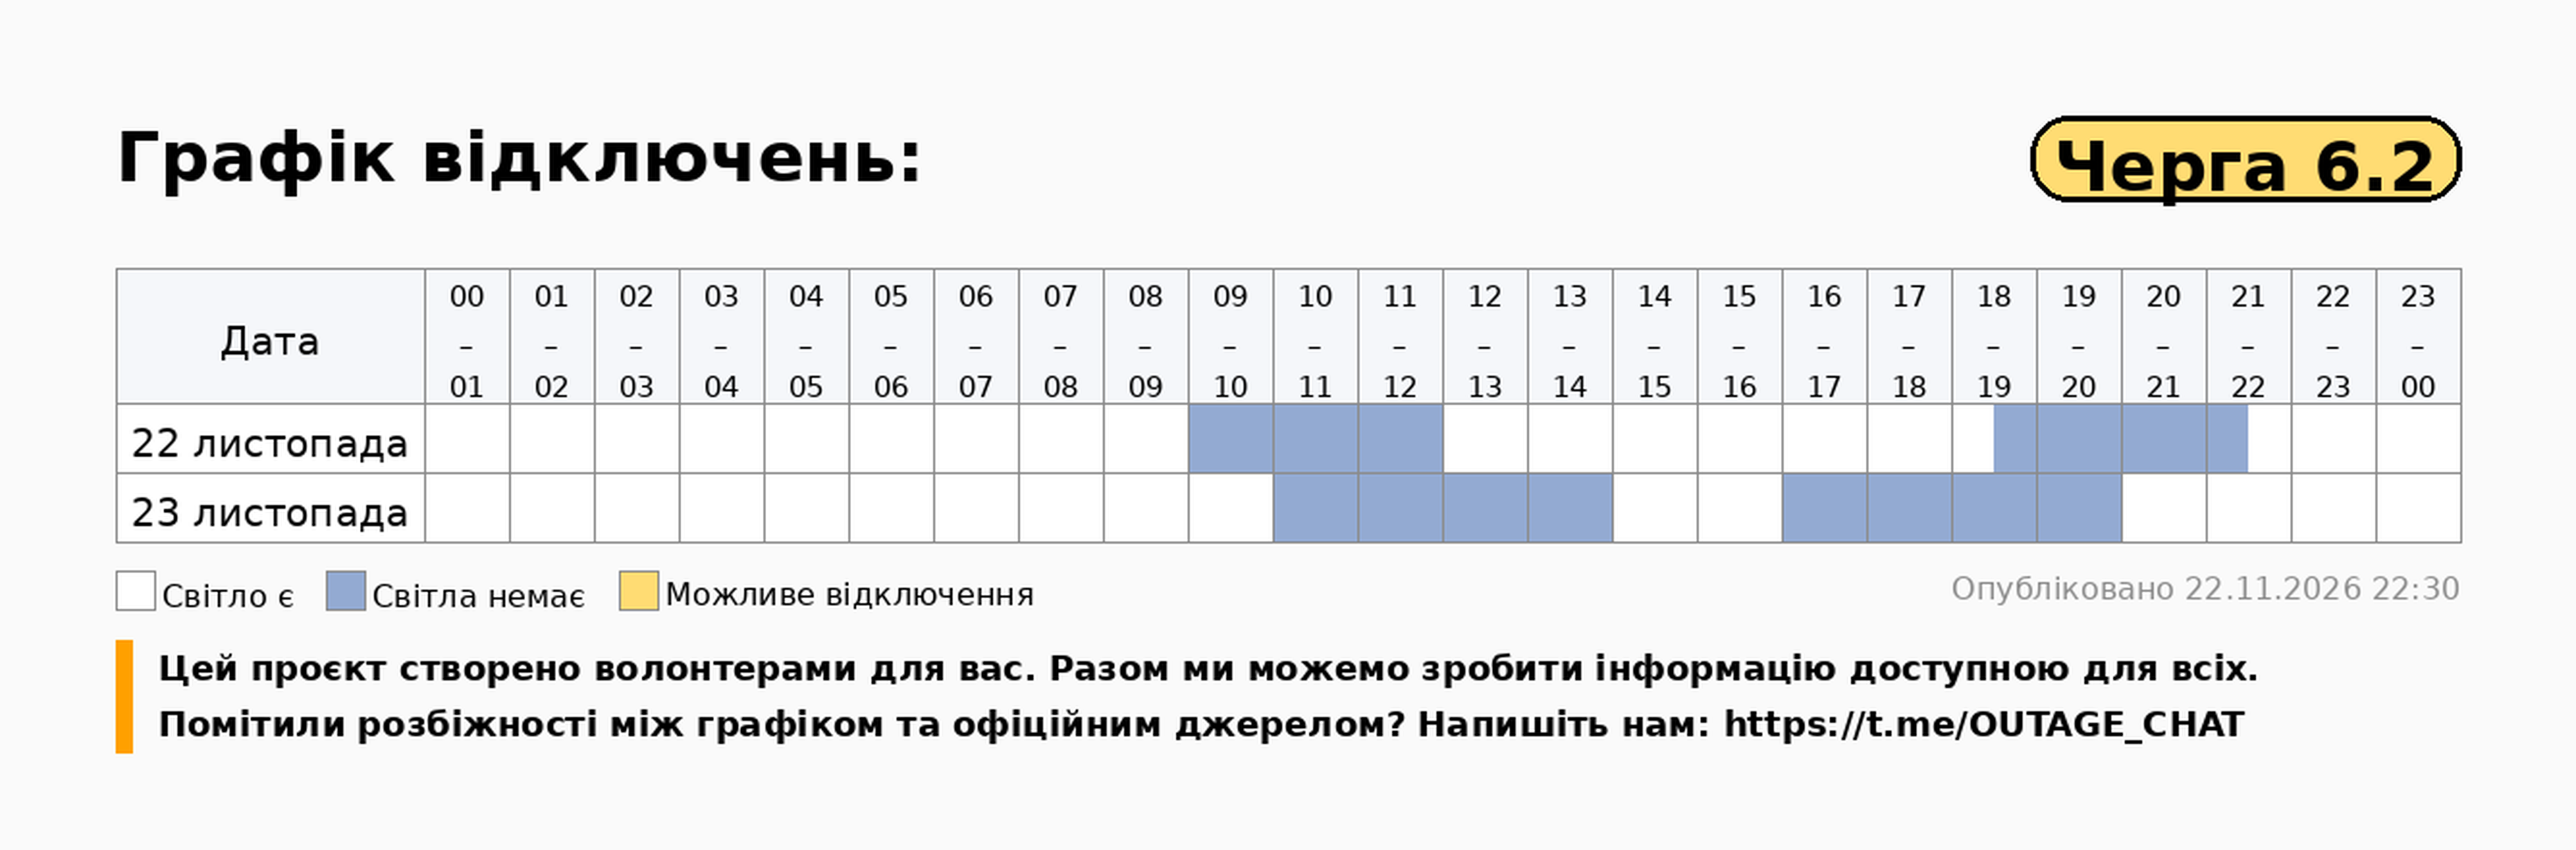 Графік відключень:
Черга 6.2
Дата
00 – 01
01 – 02
02 – 03
03 – 04
04 – 05
05 – 06
06 – 07
07 – 08
08 – 09
09 – 10
10 – 11
11 – 12
12 – 13
13 – 14
14 – 15
15 – 16
16 – 17
17 – 18
18 – 19
19 – 20
20 – 21
21 – 22
22 – 23
23 – 00
22 листопада
23 листопада
Світло є
Світла немає
Можливе відключення
Опубліковано 22.11.2026 22:30
Цей проєкт створено волонтерами для вас. Разом ми можемо зробити інформацію доступною для всіх.
Помітили розбіжності між графіком та офіційним джерелом? Напишіть нам: https://t.me/OUTAGE_CHAT